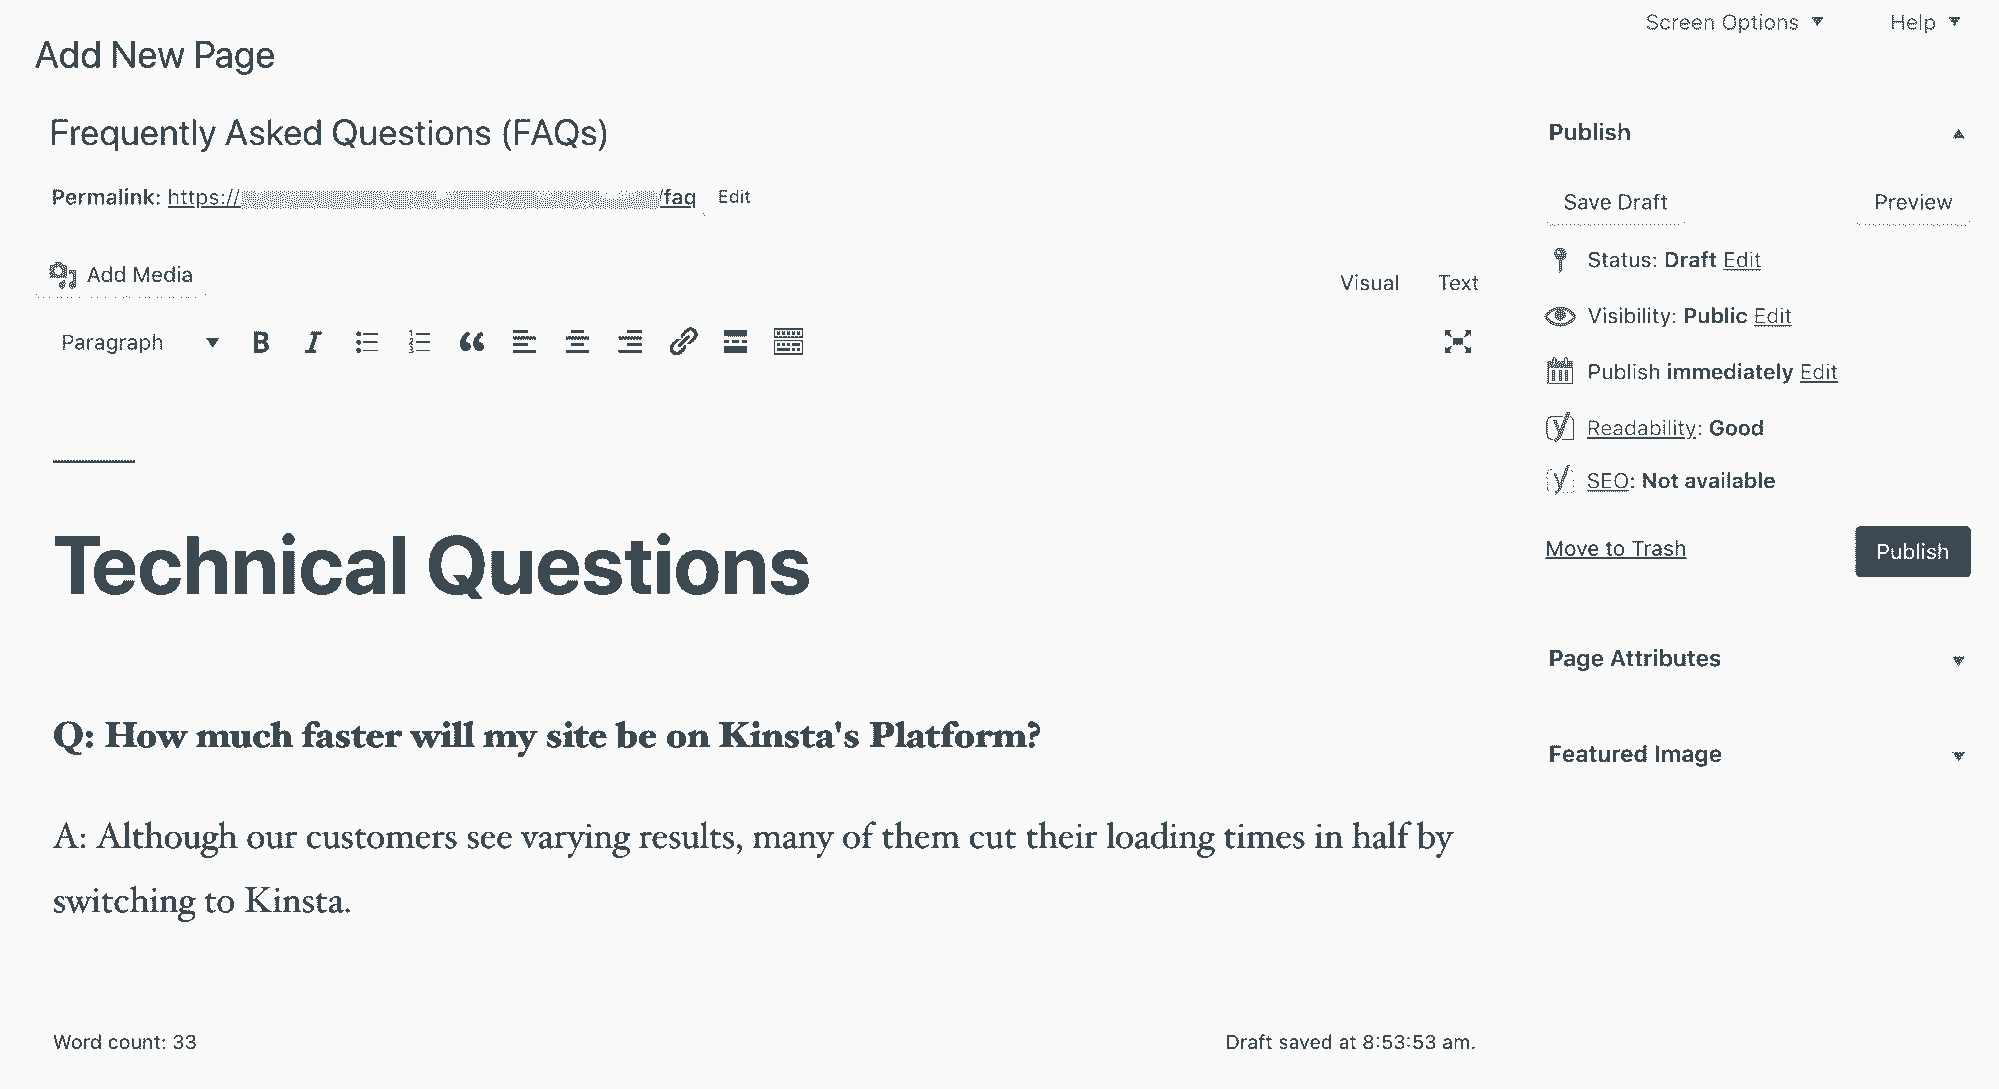 Screen Options Help
Add New Page
Frequently Asked Questions (FAQs)
Permalink: https:// /faq Edit
Add Media
Visual Text
Paragraph
Technical Questions
Q: How much faster will my site be on Kinsta's Platform?
A: Although our customers see varying results, many of them cut their loading times in half by
switching to Kinsta.
Word count: 33
Draft saved at 8:53:53 am.
Publish
Save Draft Preview
Status: Draft Edit
Visibility: Public Edit
Publish immediately Edit
Readability: Good
SEO: Not available
Move to Trash Publish
Page Attributes
Featured Image